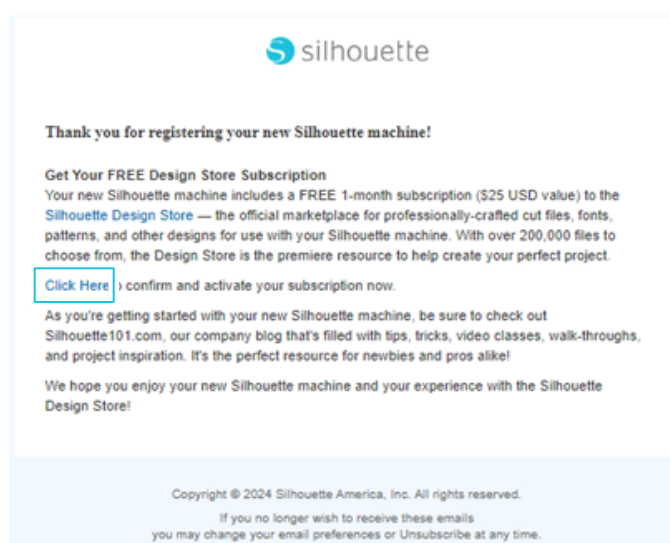 silhouette
Thank you for registering your new Silhouette machine!
Get Your FREE Design Store Subscription
Your new Silhouette machine includes a FREE 1-month subscription ($25 USD value) to the
Silhouette Design Store — the official marketplace for professionally-crafted cut files, fonts,
patterns, and other designs for use with your Silhouette machine. With over 200,000 files to
choose from, the Design Store is the premiere resource to help create your perfect project.
Click Here confirm and activate your subscription now.
As you're getting started with your new Silhouette machine, be sure to check out
Silhouette101.com, our company blog that's filled with tips, tricks, video classes, walk-throughs,
and project inspiration. It's the perfect resource for newbies and pros alike!
We hope you enjoy your new Silhouette machine and your experience with the Silhouette
Design Store!
Copyright © 2024 Silhouette America, Inc. All rights reserved.
If you no longer wish to receive these emails
you may change your email preferences or Unsubscribe at any time.